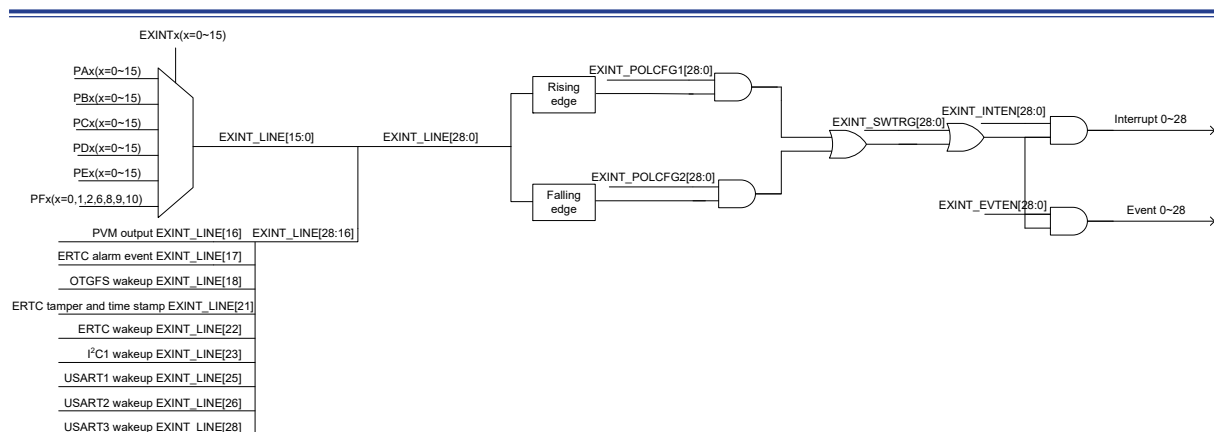 EXINTx(x=0~15)
PAx(x=0~15)
PBx(x=0~15)
PCx(x=0~15)
PDx(x=0~15)
PEx(x=0~15)
PFx(x=0,1,2,6,8,9,10)
EXINT_LINE[15:0]
EXINT_LINE[28:0]
Rising
edge
EXINT_POLCFG1[28:0]
Falling
edge
EXINT_POLCFG2[28:0]
EXINT_SWTRG[28:0]
EXINT_INTEN[28:0]
Interrupt 0~28
EXINT_EVTEN[28:0]
Event 0~28
PVM output EXINT_LINE[16]
EXINT_LINE[28:16]
ERTC alarm event EXINT_LINE[17]
OTGFS wakeup EXINT_LINE[18]
ERTC tamper and time stamp EXINT_LINE[21]
ERTC wakeup EXINT_LINE[22]
I²C1 wakeup EXINT_LINE[23]
USART1 wakeup EXINT_LINE[25]
USART2 wakeup EXINT_LINE[26]
USART3 wakeup EXINT_LINE[28]